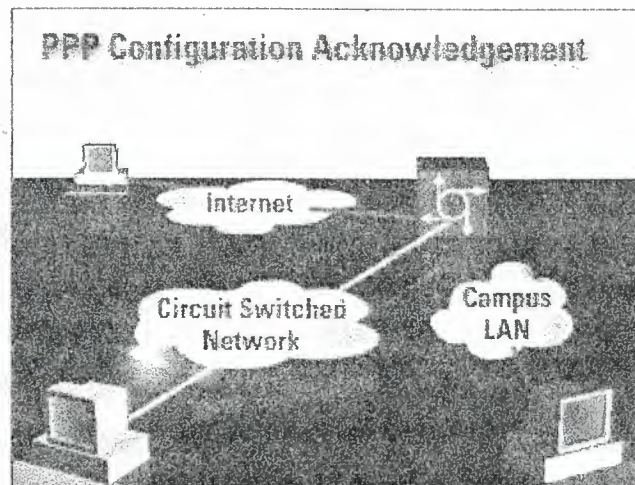 PPP Configuration Acknowledgement
Internet
Circuit Switched
Network
Campus
LAN